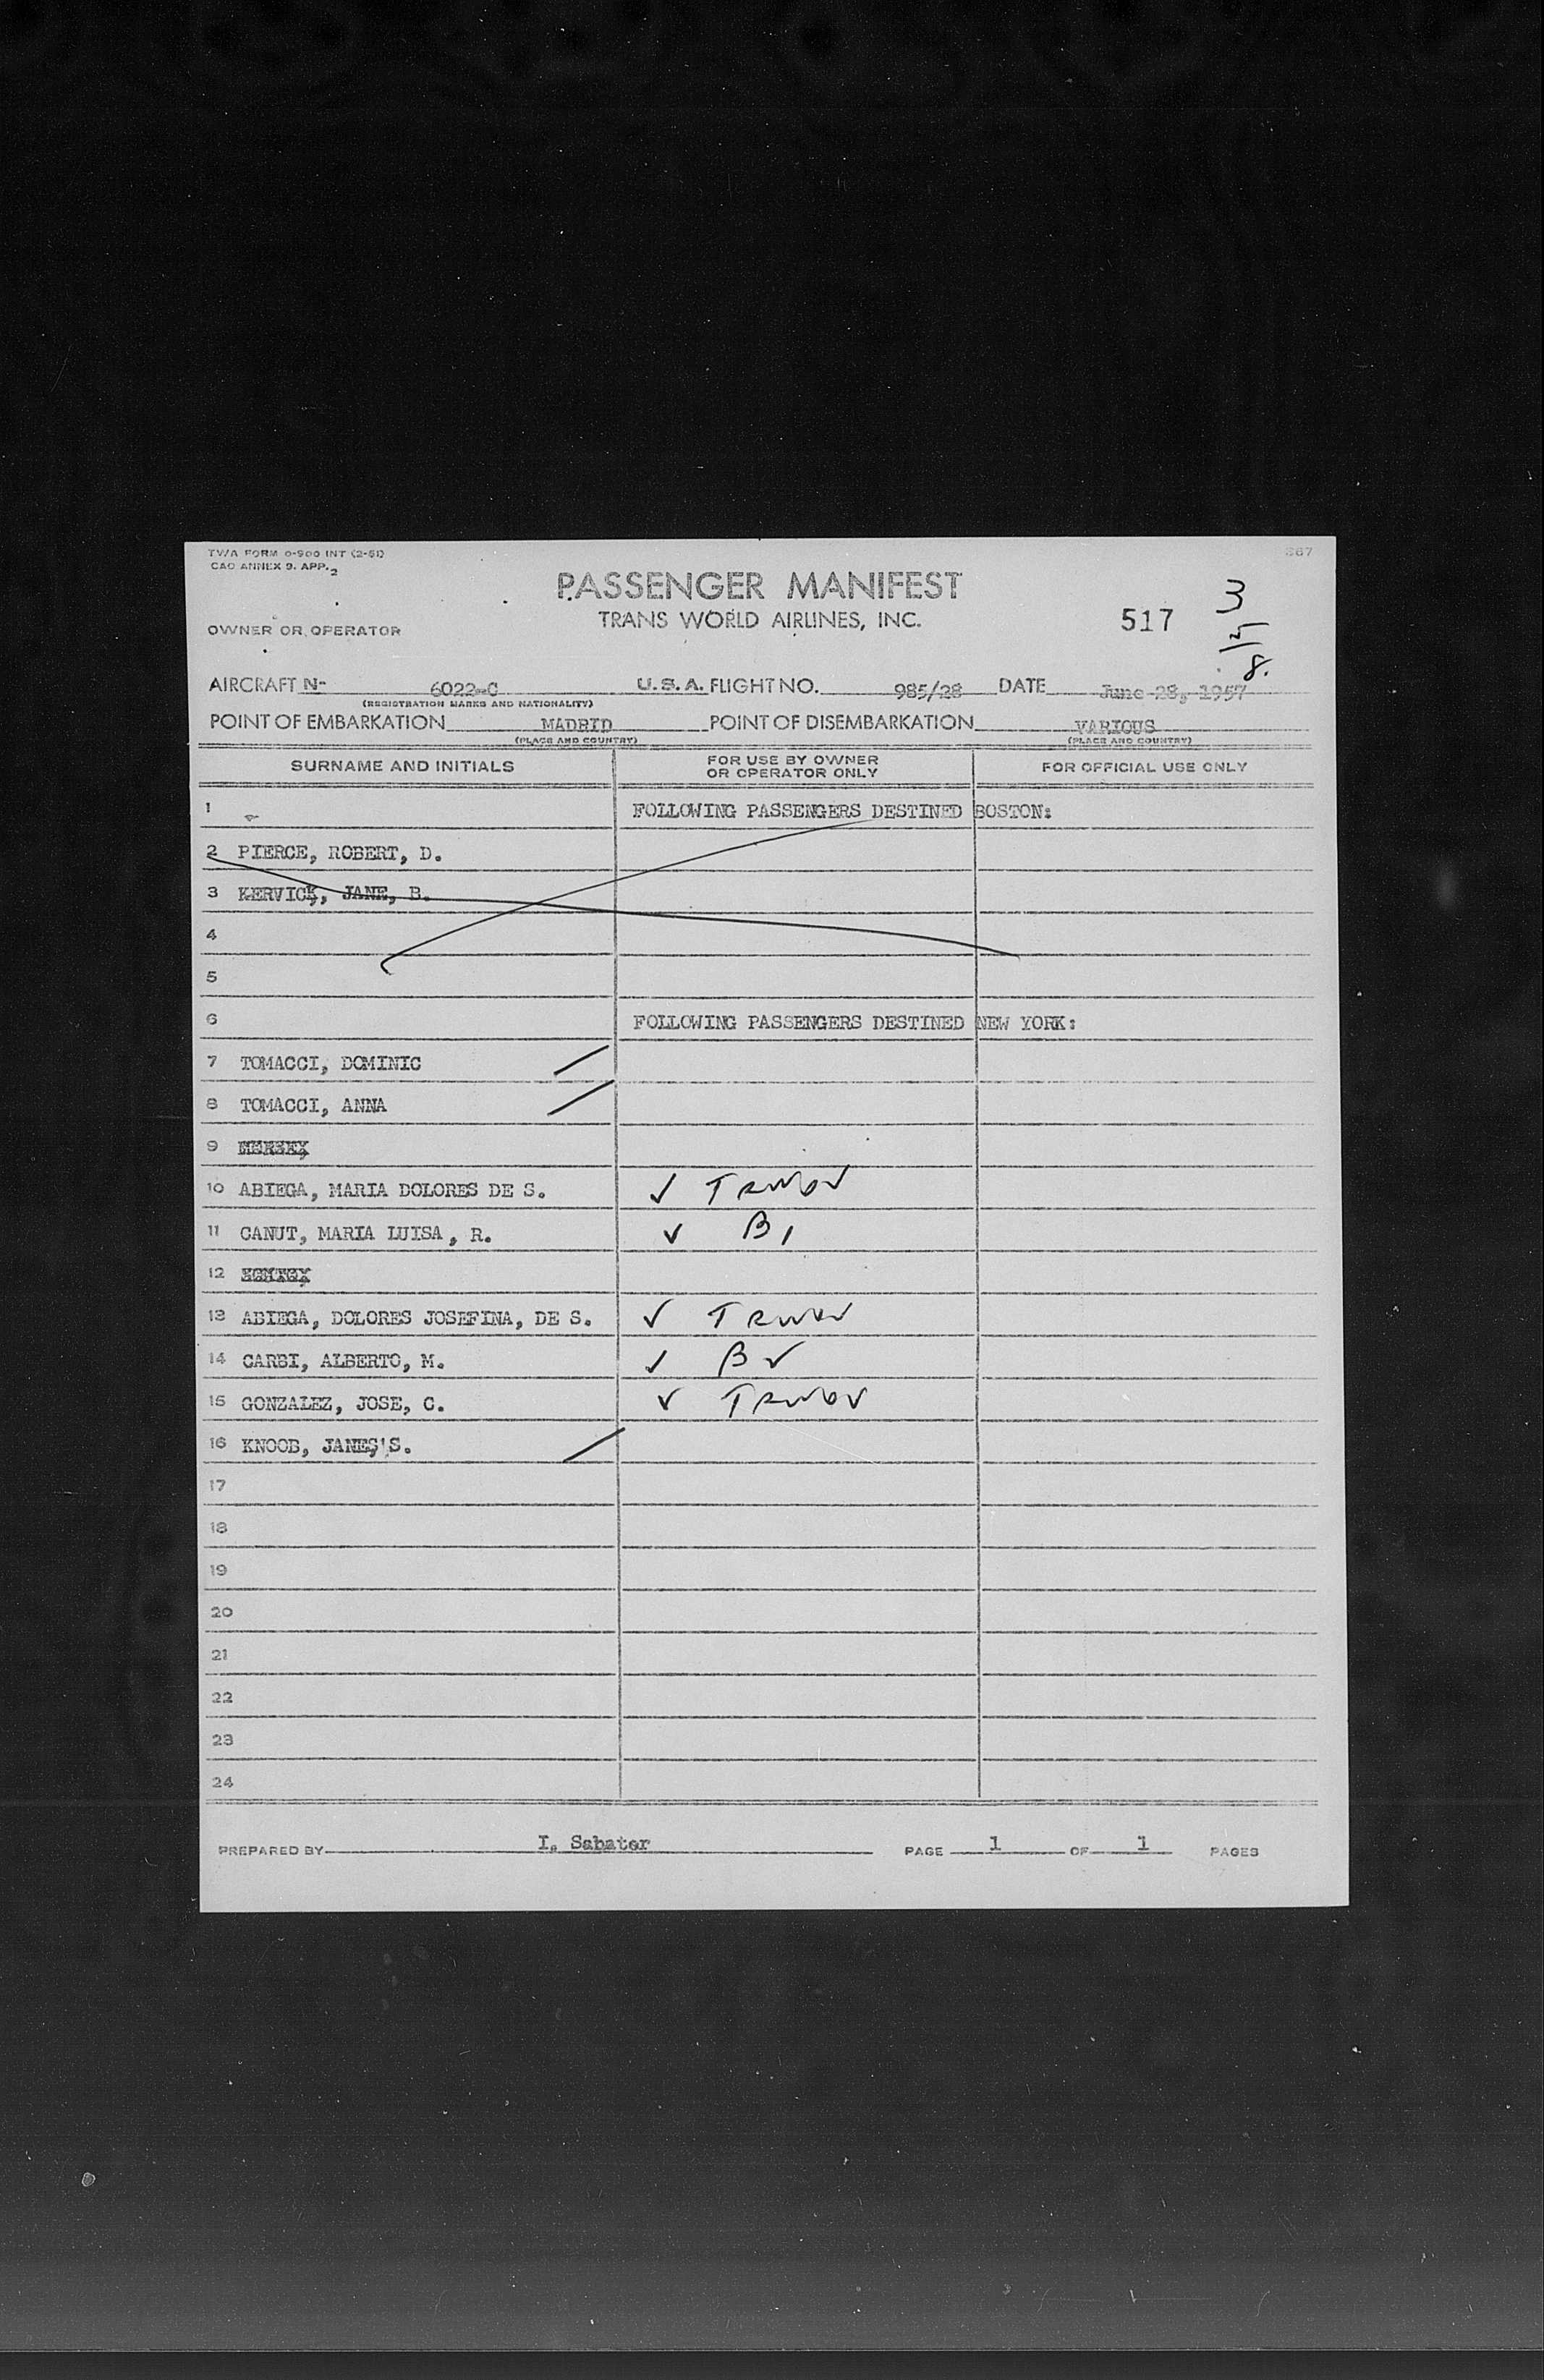 TWA FORM 0-900 INT (2-51) 367
CAO ANNEX 9. APP. 2
PASSENGER MANIFEST
TRANS WORLD AIRLINES, INC. 517 3
OWNER OR OPERATOR 5
8.
AIRCRAFT N- 6022-C U.S.A. FLIGHT NO. 985/28 DATE June 28, 1957
(REGISTRATION MARKS AND NATIONALITY)
POINT OF EMBARKATION MADRID POINT OF DISEMBARKATION VARIOUS
(PLACE AND COUNTRY) (PLACE AND COUNTRY)
SURNAME AND INITIALS FOR USE BY OWNER OR OPERATOR ONLY FOR OFFICIAL USE ONLY
1 FOLLOWING PASSENGERS DESTINED BOSTON:
2 PIERCE, ROBERT, D.
3 KERVICK, JANE, B.
4
5
6 FOLLOWING PASSENGERS DESTINED NEW YORK:
7 TOMACCI, DOMINIC
8 TOMACCI, ANNA
9
10 ABIEGA, MARIA DOLORES DE S. ✓
11 CANUT, MARIA LUISA, R. ✓ B1
12
13 ABIEGA, DOLORES JOSEFINA, DE S. ✓
14 CARBI, ALBERTO, M. ✓ B ✓
15 GONZALEZ, JOSE, C. ✓
16 KNOOB, JANES'S.
17
18
19
20
21
22
23
24
PREPARED BY I. Sabater PAGE 1 OF 1 PAGES